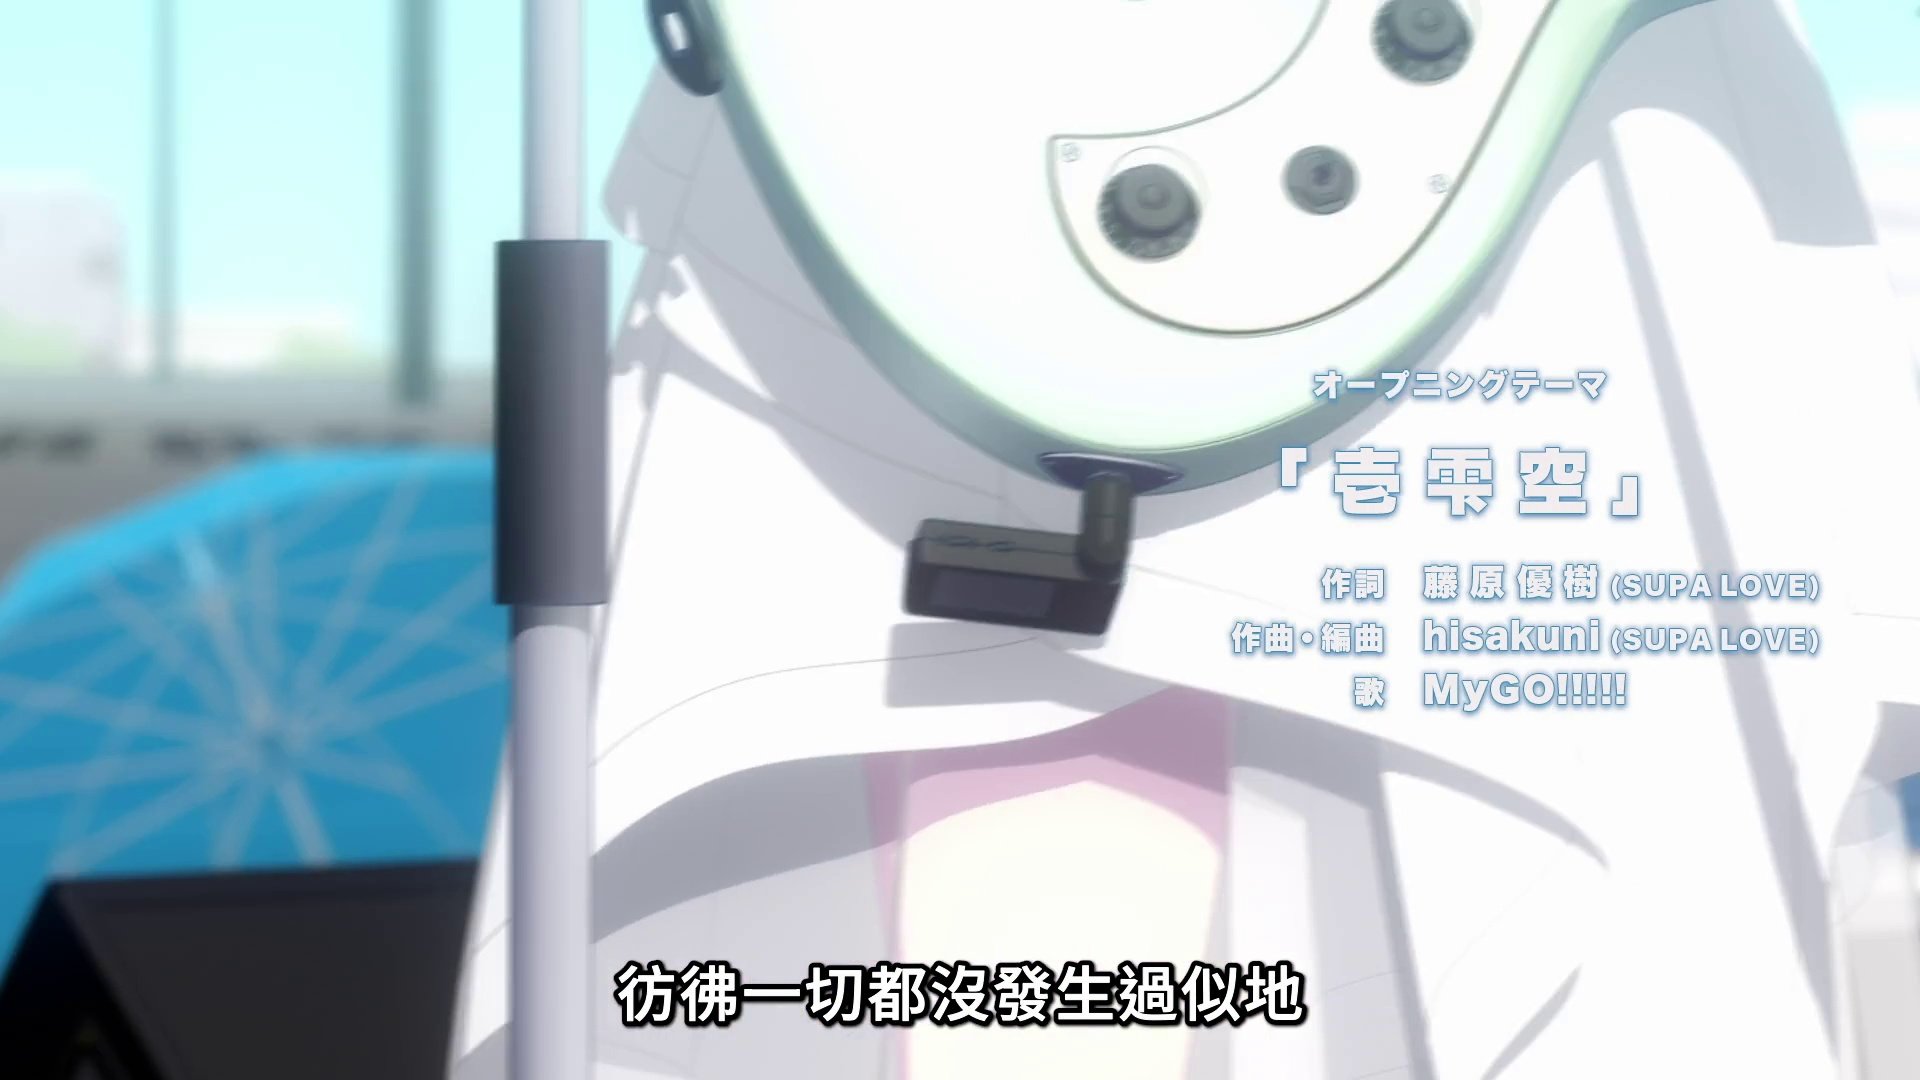 オープニングテーマ
「壱雫空」
作詞 藤原優樹(SUPA LOVE)
作曲・編曲 hisakuni(SUPA LOVE)
歌 MyGO!!!!!
彷彿一切都沒發生過似地